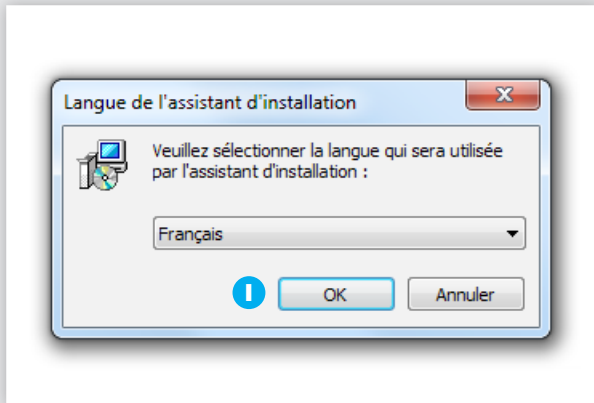 Langue de l'assistant d'installation
Veuillez sélectionner la langue qui sera utilisée
par l'assistant d'installation :
Français
1 OK Annuler